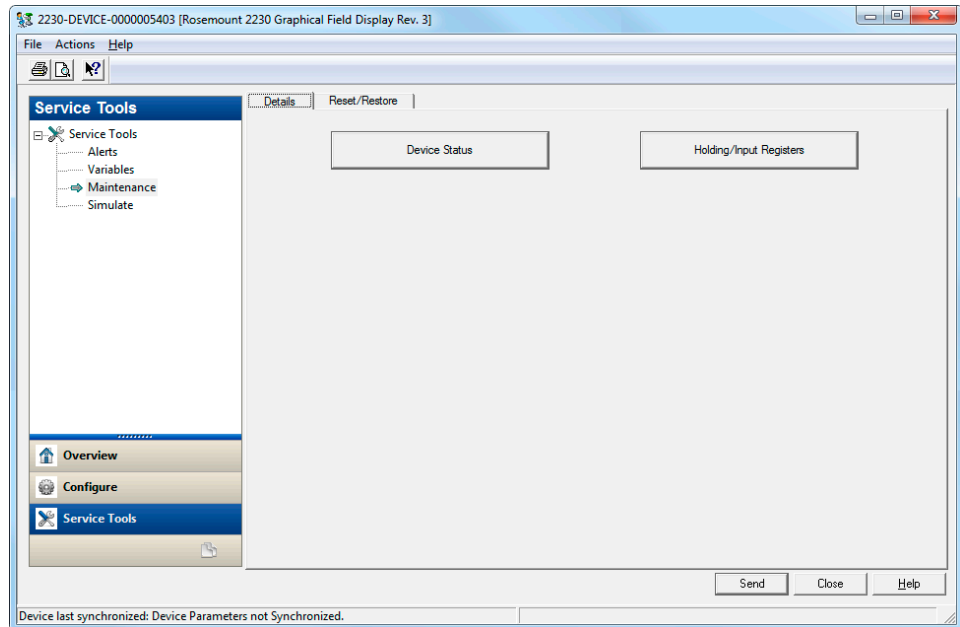 2230-DEVICE-0000005403 [Rosemount 2230 Graphical Field Display Rev. 3]
File Actions Help
Service Tools
Details Reset/Restore
Service Tools
Alerts
Variables
Maintenance
Simulate
Device Status Holding/Input Registers
Overview
Configure
Service Tools
Send Close Help
Device last synchronized: Device Parameters not Synchronized.